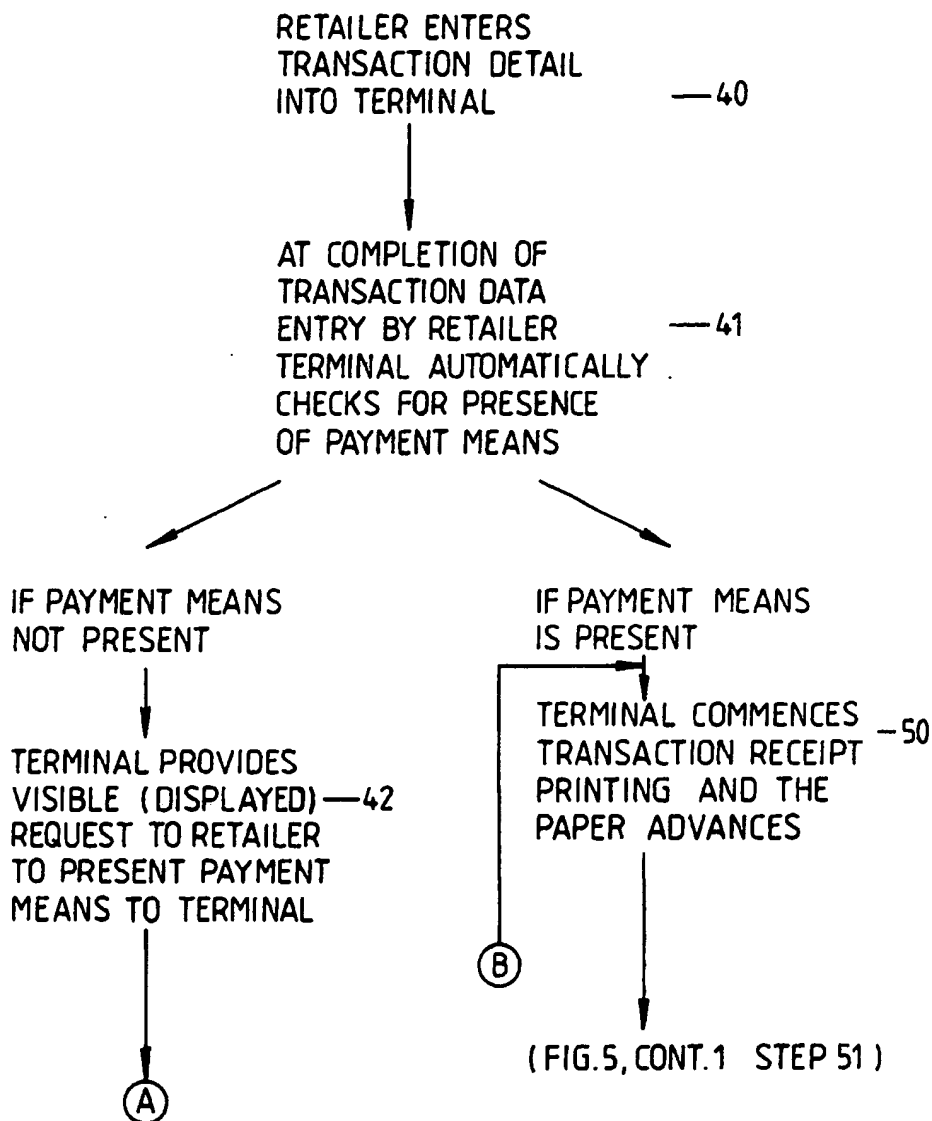 RETAILER ENTERS
TRANSACTION DETAIL
INTO TERMINAL —40
AT COMPLETION OF
TRANSACTION DATA
ENTRY BY RETAILER —41
TERMINAL AUTOMATICALLY
CHECKS FOR PRESENCE
OF PAYMENT MEANS
IF PAYMENT MEANS
NOT PRESENT
TERMINAL PROVIDES
VISIBLE (DISPLAYED) —42
REQUEST TO RETAILER
TO PRESENT PAYMENT
MEANS TO TERMINAL
A
IF PAYMENT MEANS
IS PRESENT
TERMINAL COMMENCES
TRANSACTION RECEIPT —50
PRINTING AND THE
PAPER ADVANCES
B
(FIG.5, CONT.1 STEP 51)